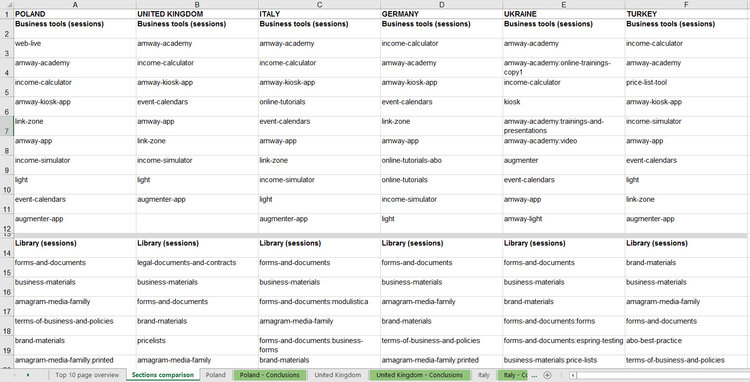 A B C D E F
1 POLAND UNITED KINGDOM ITALY GERMANY UKRAINE TURKEY
2 Business tools (sessions) Business tools (sessions) Business tools (sessions) Business tools (sessions) Business tools (sessions) Business tools (sessions)
3 web-live amway-academy amway-academy income-calculator amway-academy income-calculator
4 amway-academy income-calculator income-calculator amway-academy amway-academy:online-trainings-copy1 amway-academy
5 income-calculator amway-kiosk-app amway-kiosk-app amway-kiosk-app income-calculator price-list-tool
6 amway-kiosk-app event-calendars online-tutorials event-calendars kiosk amway-kiosk-app
7 link-zone amway-app event-calendars link-zone amway-academy:trainings-and-presentations income-simulator
8 amway-app link-zone amway-app amway-app amway-academy:video amway-app
9 income-simulator income-simulator link-zone online-tutorials-abo augmenter event-calendars
10 light light income-simulator online-tutorials event-calendars light
11 event-calendars augmenter-app light income-simulator amway-app link-zone
12 augmenter-app augmenter-app light amway-light augmenter-app
13
14 Library (sessions) Library (sessions) Library (sessions) Library (sessions) Library (sessions) Library (sessions)
15 forms-and-documents legal-documents-and-contracts forms-and-documents forms-and-documents forms-and-documents brand-materials
16 business-materials business-materials business-materials business-materials business-materials business-materials
17 amagram-media-familly forms-and-documents forms-and-documents:modulistica amagram-media-family brand-materials amagram-media-family
18 terms-of-business-and-policies brand-materials amagram-media-family brand-materials forms-and-documents:forms forms-and-documents
19 brand-materials pricelists forms-and-documents:business-forms terms-of-business-and-policies forms-and-documents:espring-testing abo-best-practice
amagram-media-familly:printed amagram-media-family brand-materials amagram-media-family business-materials:price-lists terms-of-business-and-policies
... Top 10 page overview Sections comparison Poland Poland - Conclusions United Kingdom United Kingdom - Conclusions Italy Italy - Co ...